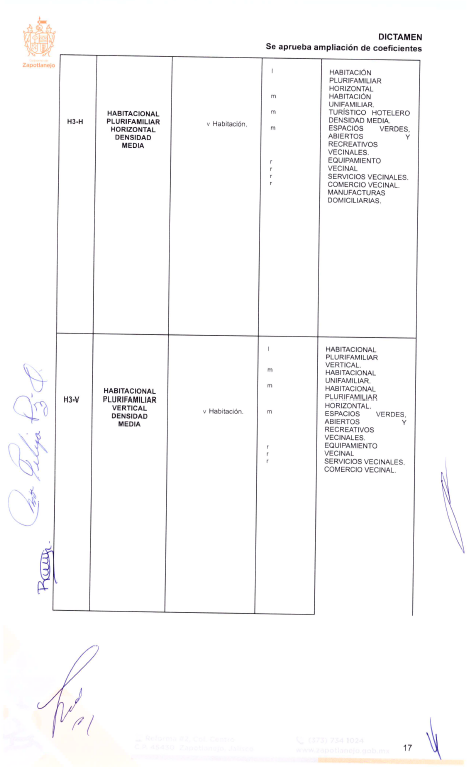 DICTAMEN
Se aprueba ampliación de coeficientes
Zapotlanejo
H3-H
HABITACIONAL
PLURIFAMILIAR
HORIZONTAL
DENSIDAD
MEDIA
v Habitación.
l
m
m
m
r
r
r
r
HABITACIÓN
PLURIFAMILIAR
HORIZONTAL
HABITACIÓN
UNIFAMILIAR.
TURÍSTICO HOTELERO
DENSIDAD MEDIA.
ESPACIOS VERDES,
ABIERTOS Y
RECREATIVOS
VECINALES.
EQUIPAMIENTO
VECINAL
SERVICIOS VECINALES.
COMERCIO VECINAL.
MANUFACTURAS
DOMICILIARIAS.
H3-V
HABITACIONAL
PLURIFAMILIAR
VERTICAL
DENSIDAD
MEDIA
v Habitación.
l
m
m
m
r
r
r
HABITACIONAL
PLURIFAMILIAR
VERTICAL.
HABITACIONAL
UNIFAMILIAR.
HABITACIONAL
PLURIFAMILIAR
HORIZONTAL.
ESPACIOS VERDES,
ABIERTOS Y
RECREATIVOS
VECINALES.
EQUIPAMIENTO
VECINAL
SERVICIOS VECINALES.
COMERCIO VECINAL.
17